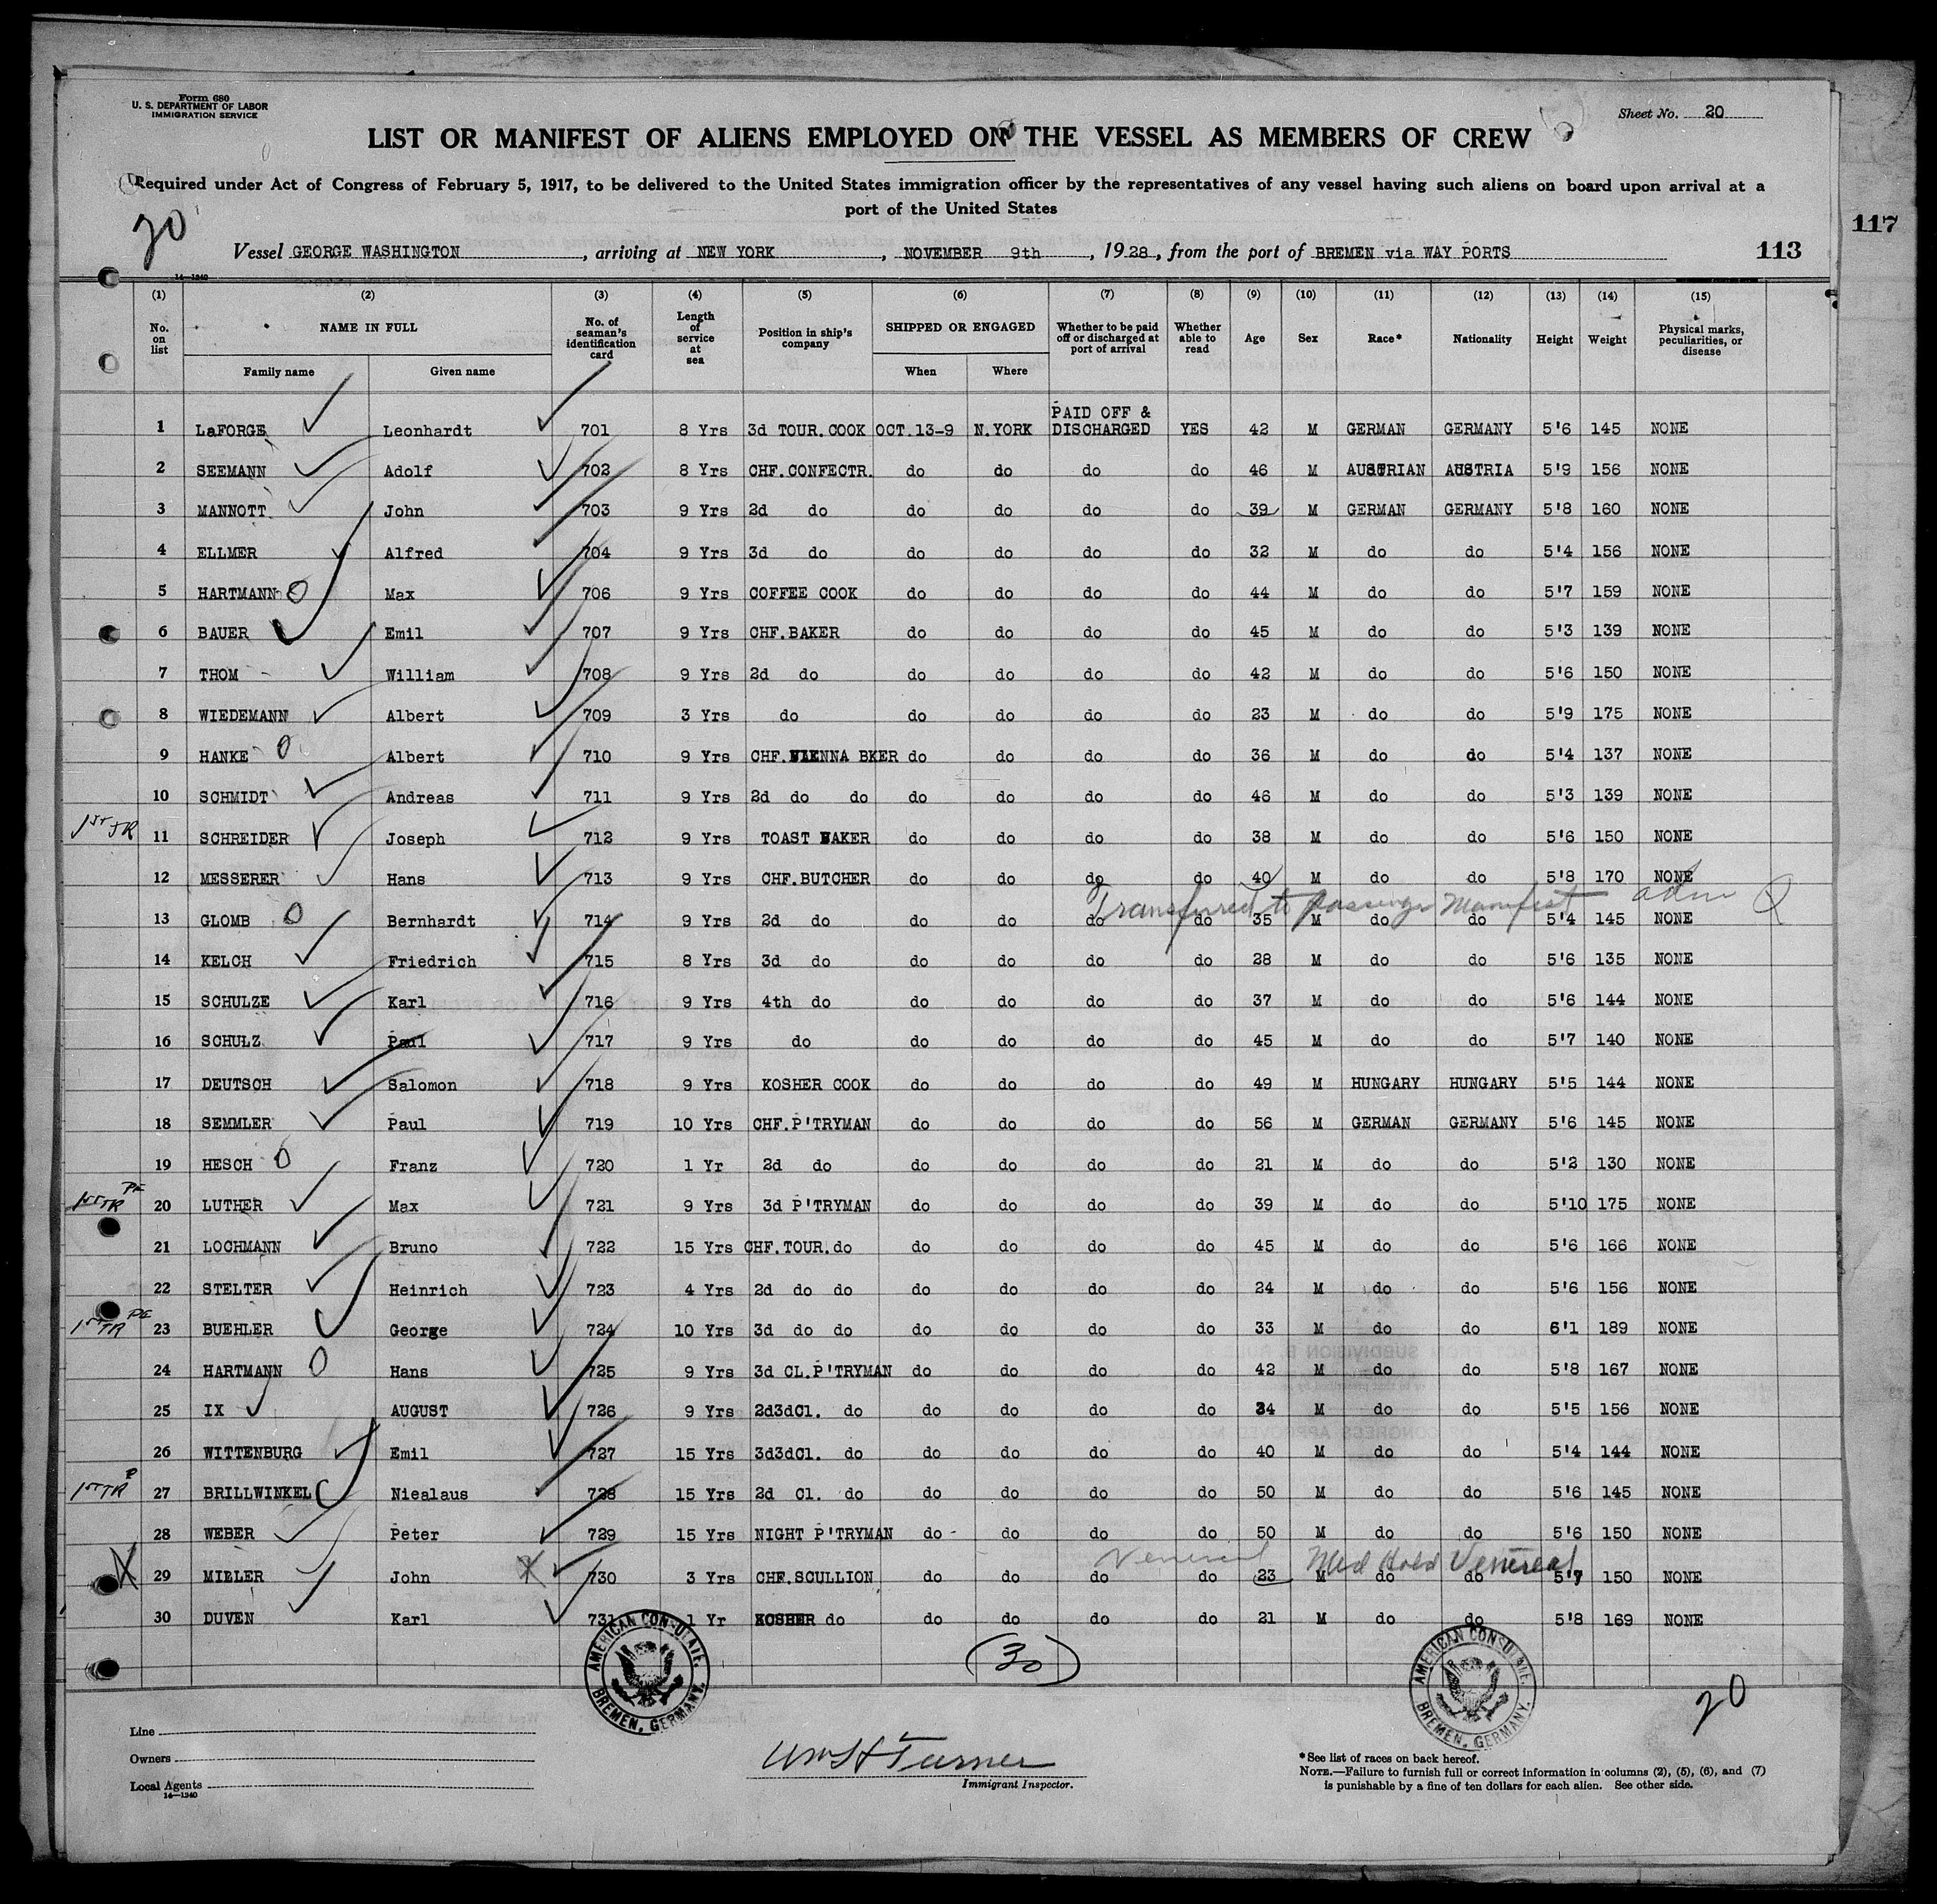 Form 680
U. S. DEPARTMENT OF LABOR
IMMIGRATION SERVICE
Sheet No. 20
LIST OR MANIFEST OF ALIENS EMPLOYED ON THE VESSEL AS MEMBERS OF CREW
Required under Act of Congress of February 5, 1917, to be delivered to the United States immigration officer by the representatives of any vessel having such aliens on board upon arrival at a
port of the United States
20
117
Vessel GEORGE WASHINGTON, arriving at NEW YORK, NOVEMBER 9th, 1928, from the port of BREMEN via WAY PORTS 113
14-1240
(1) (2) (3) (4) (5) (6) (7) (8) (9) (10) (11) (12) (13) (14) (15)
No. on list NAME IN FULL No. of seaman's identification card Length of service at sea Position in ship's company SHIPPED OR ENGAGED Whether to be paid off or discharged at port of arrival Whether able to read Age Sex Race* Nationality Height Weight Physical marks, peculiarities, or disease
Family name Given name When Where
1 LaFORGE Leonhardt 701 8 Yrs 3d TOUR.COOK OCT.13-9 N.YORK PAID OFF & DISCHARGED YES 42 M GERMAN GERMANY 5'6 145 NONE
2 SEEMANN Adolf 702 8 Yrs CHF.CONFECTR. do do do do 46 M AUSTRIAN AUSTRIA 5'9 156 NONE
3 MANNOTT John 703 9 Yrs 2d do do do do do 39 M GERMAN GERMANY 5'8 160 NONE
4 ELLMER Alfred 704 9 Yrs 3d do do do do do 32 M do do 5'4 156 NONE
5 HARTMANN Max 706 9 Yrs COFFEE COOK do do do do 44 M do do 5'7 159 NONE
6 BAUER Emil 707 9 Yrs CHF.BAKER do do do do 45 M do do 5'3 139 NONE
7 THOM William 708 9 Yrs 2d do do do do do 42 M do do 5'6 150 NONE
8 WIEDEMANN Albert 709 3 Yrs do do do do do 23 M do do 5'9 175 NONE
9 HANKE Albert 710 9 Yrs CHF.VIENNA BKER do do do do 36 M do do 5'4 137 NONE
10 SCHMIDT Andreas 711 9 Yrs 2d do do do do do do 46 M do do 5'3 139 NONE
1st TR 11 SCHREIDER Joseph 712 9 Yrs TOAST BAKER do do do do 38 M do do 5'6 150 NONE
12 MESSERER Hans 713 9 Yrs CHF.BUTCHER do do do do 40 M do do 5'8 170 NONE
Transferred to passenger Manifest adm
13 GLOMB Bernhardt 714 9 Yrs 2d do do do do do 35 M do do 5'4 145 NONE
14 KELCH Friedrich 715 8 Yrs 3d do do do do do 28 M do do 5'6 135 NONE
15 SCHULZE Karl 716 9 Yrs 4th do do do do do 37 M do do 5'6 144 NONE
16 SCHULZ Paul 717 9 Yrs do do do do do 45 M do do 5'7 140 NONE
17 DEUTSCH Salomon 718 9 Yrs KOSHER COOK do do do do 49 M HUNGARY HUNGARY 5'5 144 NONE
18 SEMMLER Paul 719 10 Yrs CHF.P'TRYMAN do do do do 56 M GERMAN GERMANY 5'6 145 NONE
19 HESCH Franz 720 1 Yr 2d do do do do do 21 M do do 5'2 130 NONE
1st TR PE 20 LUTHER Max 721 9 Yrs 3d P'TRYMAN do do do do 39 M do do 5'10 175 NONE
21 LOCHMANN Bruno 722 15 Yrs CHF.TOUR.do do do do do 45 M do do 5'6 166 NONE
22 STELTER Heinrich 723 4 Yrs 2d do do do do do do 24 M do do 5'6 156 NONE
1st TR PE 23 BUEHLER George 724 10 Yrs 3d do do do do do do 33 M do do 6'1 189 NONE
24 HARTMANN Hans 725 9 Yrs 3d CL.P'TRYMAN do do do do 42 M do do 5'8 167 NONE
25 IX AUGUST 726 9 Yrs 2d3dCl. do do do do do 34 M do do 5'5 156 NONE
26 WITTENBURG Emil 727 15 Yrs 3d3dCl. do do do do do 40 M do do 5'4 144 NONE
1st TR P 27 BRILLWINKEL Niealaus 728 15 Yrs 2d Cl. do do do do do 50 M do do 5'6 145 NONE
28 WEBER Peter 729 15 Yrs NIGHT P'TRYMAN do do do do 50 M do do 5'6 150 NONE
Venereal Med Hold Venereal
X 29 MILLER John X 730 3 Yrs CHF.SCULLION do do do do 23 M do do 5'7 150 NONE
30 DUVEN Karl 731 1 Yr KOSHER do do do do do 21 M do do 5'8 169 NONE
AMERICAN CONSULATE. BREMEN, GERMANY.
(30)
AMERICAN CONSULATE. BREMEN, GERMANY.
20
Line
Owners
Local Agents
14-1240
Wm H Turner
Immigrant Inspector.
*See list of races on back hereof.
NOTE.—Failure to furnish full or correct information in columns (2), (5), (6), and (7)
is punishable by a fine of ten dollars for each alien. See other side.